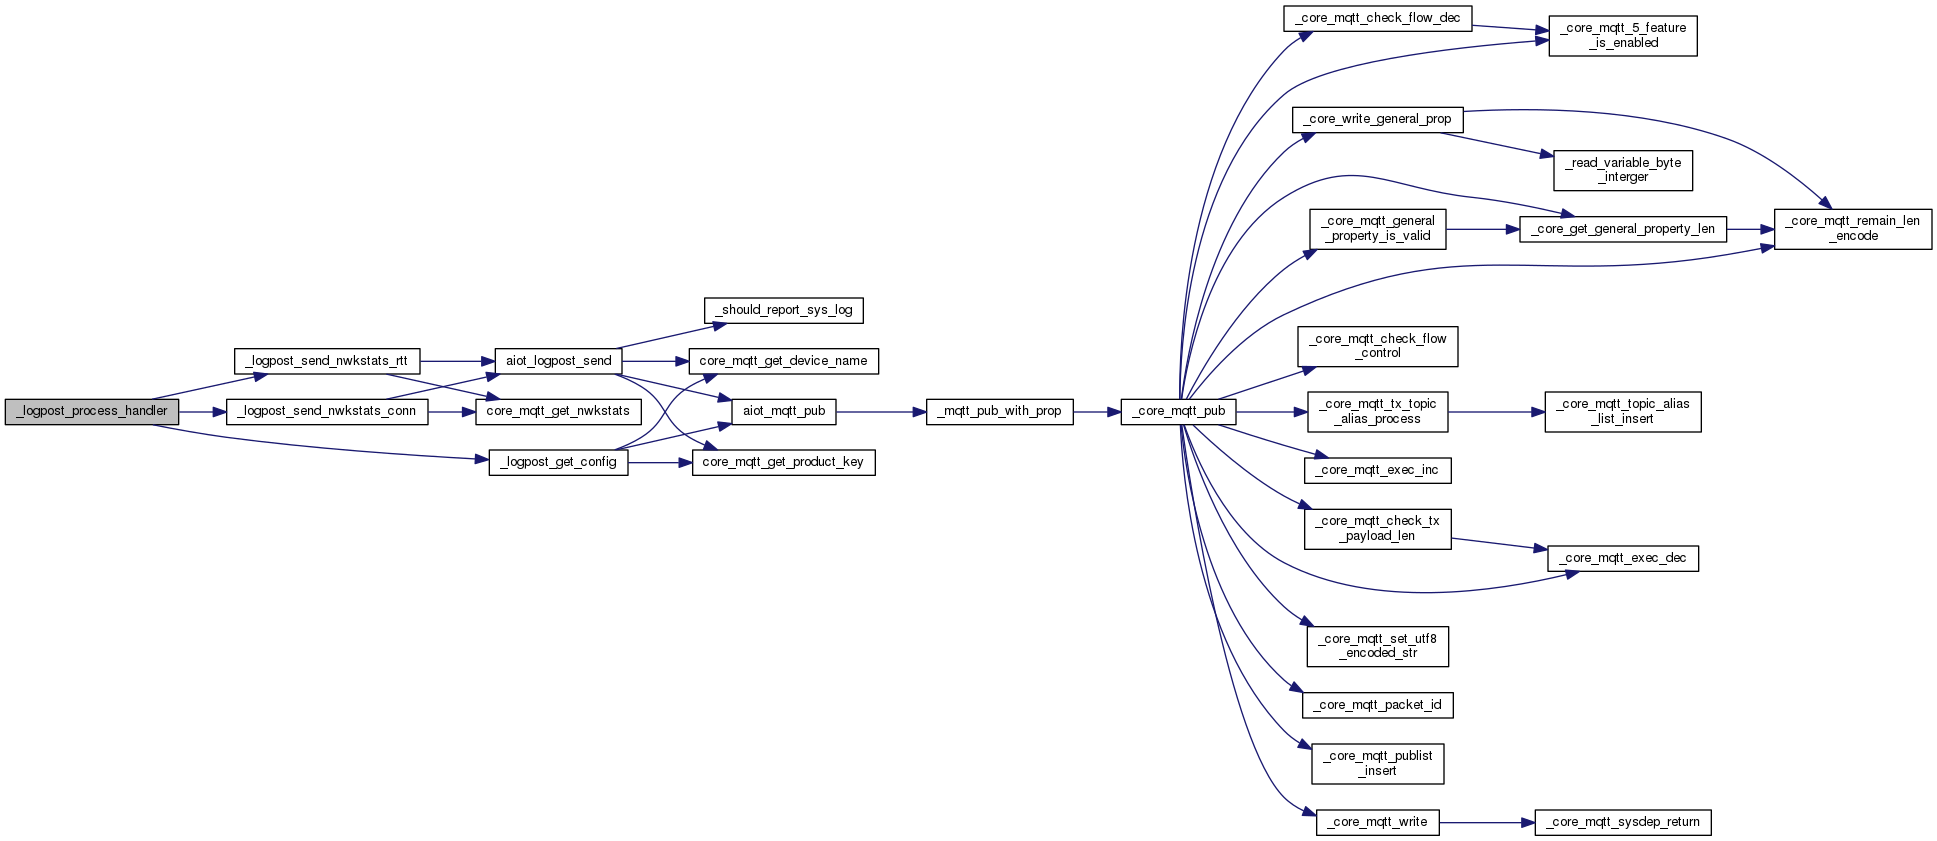 _logpost_process_handler
_logpost_send_nwkstats_rtt
_logpost_send_nwkstats_conn
_logpost_get_config
aiot_logpost_send
core_mqtt_get_nwkstats
_should_report_sys_log
core_mqtt_get_device_name
aiot_mqtt_pub
core_mqtt_get_product_key
_mqtt_pub_with_prop
_core_mqtt_pub
_core_mqtt_check_flow_dec
_core_mqtt_5_feature
_is_enabled
_core_write_general_prop
_read_variable_byte
_interger
_core_mqtt_general
_property_is_valid
_core_get_general_property_len
_core_mqtt_remain_len
_encode
_core_mqtt_check_flow
_control
_core_mqtt_tx_topic
_alias_process
_core_mqtt_topic_alias
_list_insert
_core_mqtt_exec_inc
_core_mqtt_check_tx
_payload_len
_core_mqtt_exec_dec
_core_mqtt_set_utf8
_encoded_str
_core_mqtt_packet_id
_core_mqtt_publist
_insert
_core_mqtt_write
_core_mqtt_sysdep_return